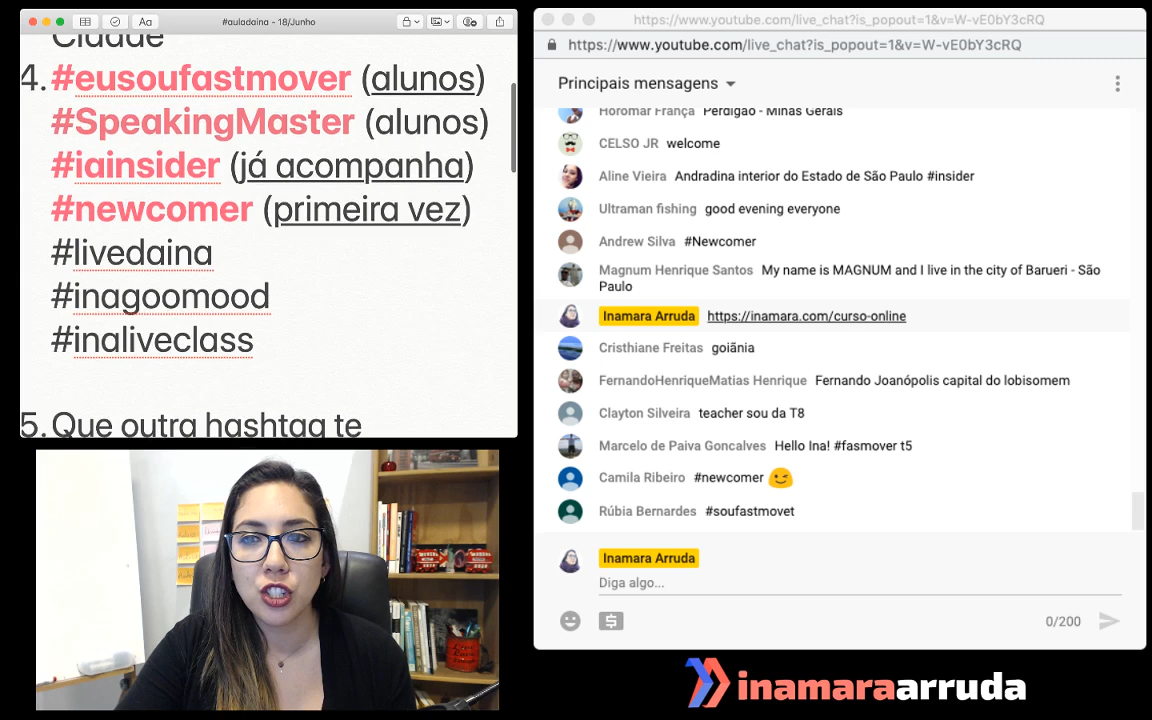 Aa
#auladaina - 18/Junho
Cidade
4. #eusoufastmover (alunos)
#SpeakingMaster (alunos)
#iainsider (já acompanha)
#newcomer (primeira vez)
#livedaina
#inagoomood
#inaliveclass
5. Que outra hashtag te
https://www.youtube.com/live_chat?is_popout=1&v=W-vE0bY3cRQ
https://www.youtube.com/live_chat?is_popout=1&v=W-vE0bY3cRQ
Principais mensagens
Horomar França Perdigão - Minas Gerais
CELSO JR welcome
Aline Vieira Andradina interior do Estado de São Paulo #insider
Ultraman fishing good evening everyone
Andrew Silva #Newcomer
Magnum Henrique Santos My name is MAGNUM and I live in the city of Barueri - São
Paulo
Inamara Arruda https://inamara.com/curso-online
Cristhiane Freitas goiãnia
FernandoHenriqueMatias Henrique Fernando Joanópolis capital do lobisomem
Clayton Silveira teacher sou da T8
Marcelo de Paiva Goncalves Hello Ina! #fasmover t5
Camila Ribeiro #newcomer
Rúbia Bernardes #soufastmovet
Inamara Arruda
Diga algo...
0/200
inamaraarruda